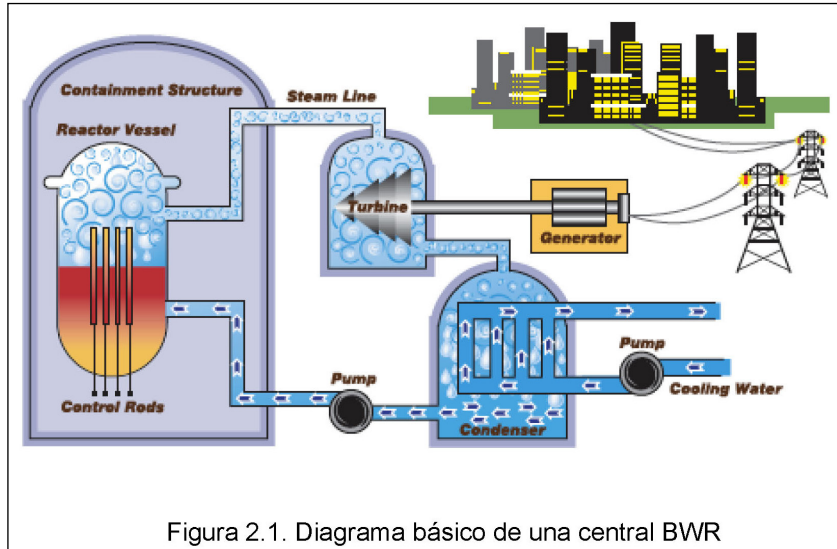 Containment Structure
Steam Line
Reactor Vessel
Turbine
Generator
Pump
Pump
Cooling Water
Control Rods
Condenser
Figura 2.1. Diagrama básico de una central BWR